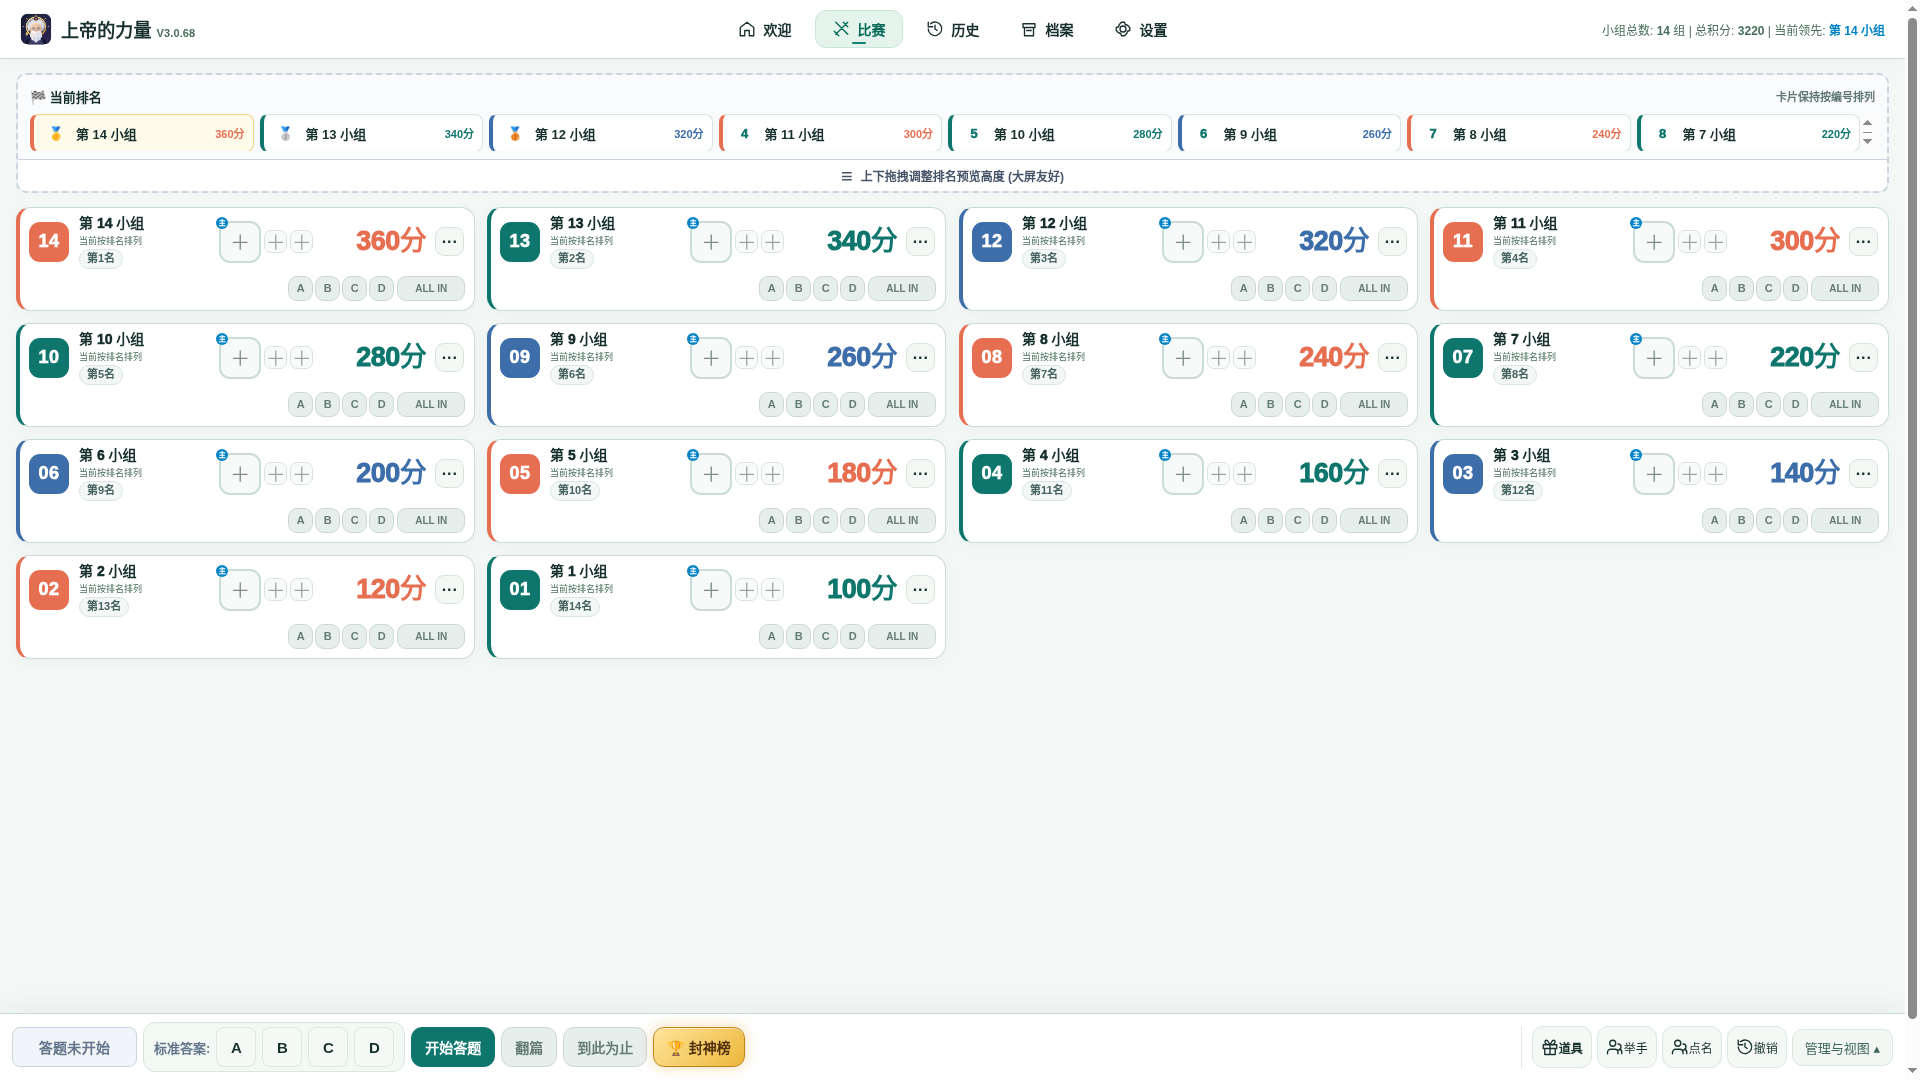 上帝的力量 V3.0.68
欢迎
比赛
历史
档案
设置
小组总数: 14 组 | 总积分: 3220 | 当前领先: 第 14 小组
🏁 当前排名
卡片保持按编号排列
🥇 第 14 小组 360分
🥈 第 13 小组 340分
🥉 第 12 小组 320分
4 第 11 小组 300分
5 第 10 小组 280分
6 第 9 小组 260分
7 第 8 小组 240分
8 第 7 小组 220分
上下拖拽调整排名预览高度 (大屏友好)
14 第 14 小组 当前按排名排列 第1名 主 360分 ...
A B C D ALL IN
13 第 13 小组 当前按排名排列 第2名 主 340分 ...
A B C D ALL IN
12 第 12 小组 当前按排名排列 第3名 主 320分 ...
A B C D ALL IN
11 第 11 小组 当前按排名排列 第4名 主 300分 ...
A B C D ALL IN
10 第 10 小组 当前按排名排列 第5名 主 280分 ...
A B C D ALL IN
09 第 9 小组 当前按排名排列 第6名 主 260分 ...
A B C D ALL IN
08 第 8 小组 当前按排名排列 第7名 主 240分 ...
A B C D ALL IN
07 第 7 小组 当前按排名排列 第8名 主 220分 ...
A B C D ALL IN
06 第 6 小组 当前按排名排列 第9名 主 200分 ...
A B C D ALL IN
05 第 5 小组 当前按排名排列 第10名 主 180分 ...
A B C D ALL IN
04 第 4 小组 当前按排名排列 第11名 主 160分 ...
A B C D ALL IN
03 第 3 小组 当前按排名排列 第12名 主 140分 ...
A B C D ALL IN
02 第 2 小组 当前按排名排列 第13名 主 120分 ...
A B C D ALL IN
01 第 1 小组 当前按排名排列 第14名 主 100分 ...
A B C D ALL IN
答题未开始
标准答案: A B C D
开始答题
翻篇
到此为止
🏆 封神榜
道具
举手
点名
撤销
管理与视图 ▴